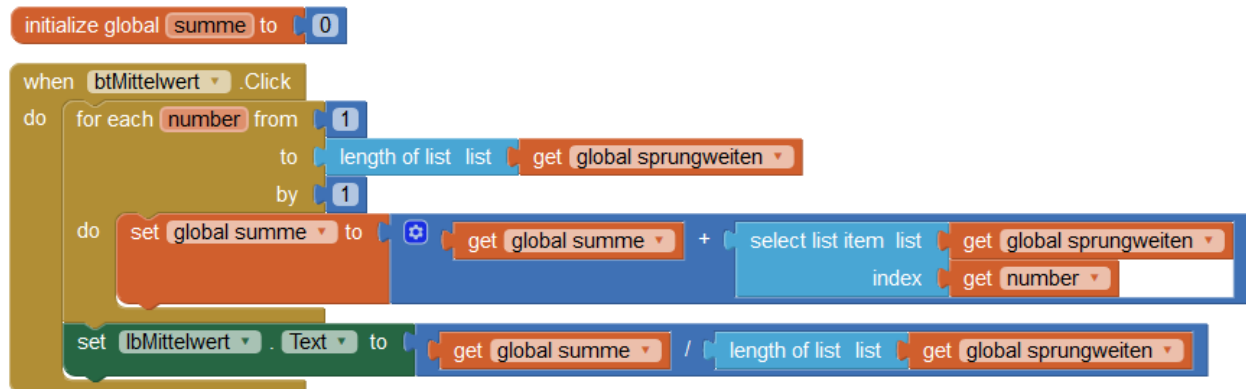 initialize global summe to 0
when btMittelwert .Click
do for each number from 1
to length of list list get global sprungweiten
by 1
do set global summe to get global summe + select list item list get global sprungweiten
index get number
set lbMittelwert . Text to get global summe / length of list list get global sprungweiten